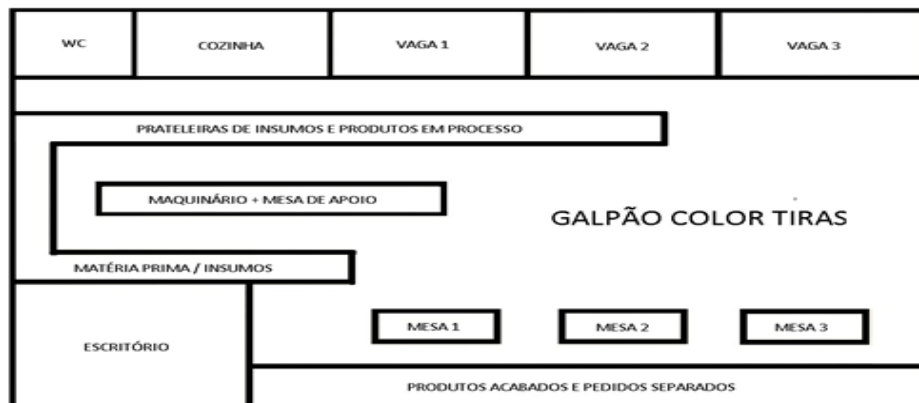 WC
COZINHA
VAGA 1
VAGA 2
VAGA 3
PRATELEIRAS DE INSUMOS E PRODUTOS EM PROCESSO
MAQUINÁRIO + MESA DE APOIO
GALPÃO COLOR TIRAS
MATÉRIA PRIMA / INSUMOS
MESA 1
MESA 2
MESA 3
ESCRITÓRIO
PRODUTOS ACABADOS E PEDIDOS SEPARADOS